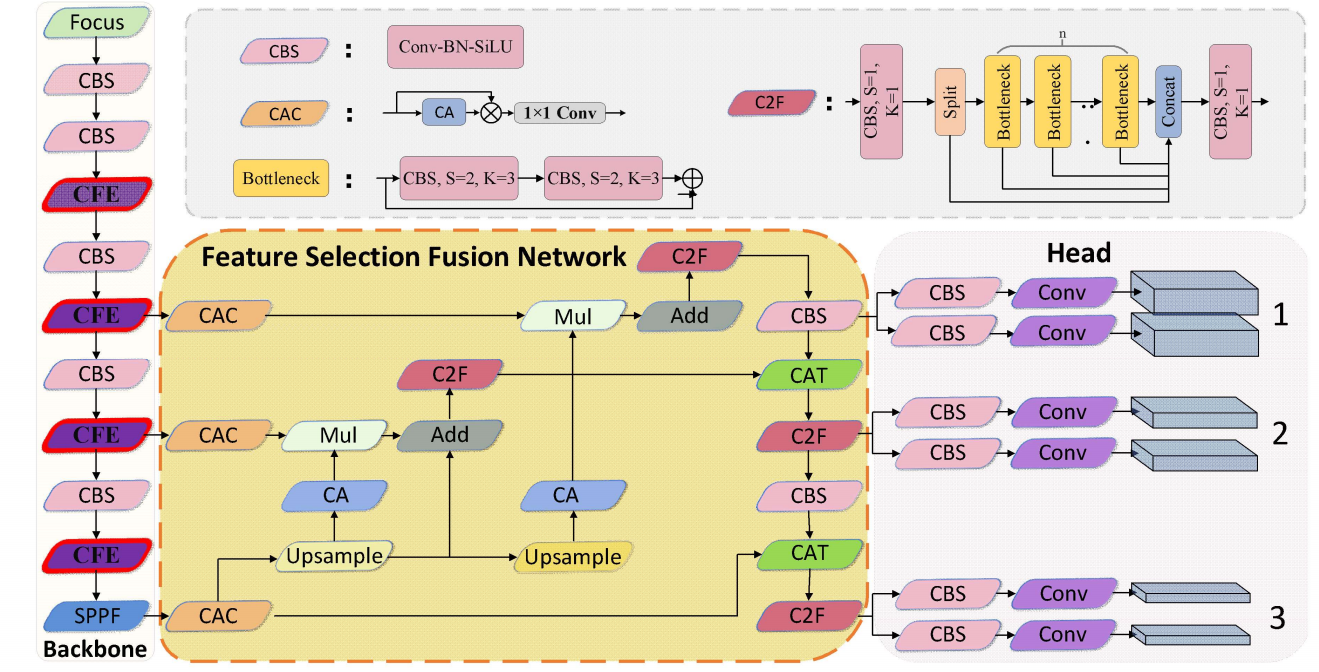 Focus
CBS
CBS
CFE
CBS
CFE
CBS
CFE
CBS
CFE
SPPF
Backbone
CBS :
Conv-BN-SiLU
CAC :
CA
1×1 Conv
Bottleneck :
CBS, S=2, K=3
CBS, S=2, K=3
C2F :
CBS, S=1,
K=1
Split
n
Bottleneck
Bottleneck
..
.
Bottleneck
Concat
CBS, S=1,
K=1
Feature Selection Fusion Network
C2F
CAC
Mul
Add
CBS
C2F
CAT
CAC
Mul
Add
C2F
CA
CA
CBS
Upsample
Upsample
CAT
CAC
C2F
Head
CBS
Conv
CBS
Conv
1
CBS
Conv
CBS
Conv
2
CBS
Conv
CBS
Conv
3